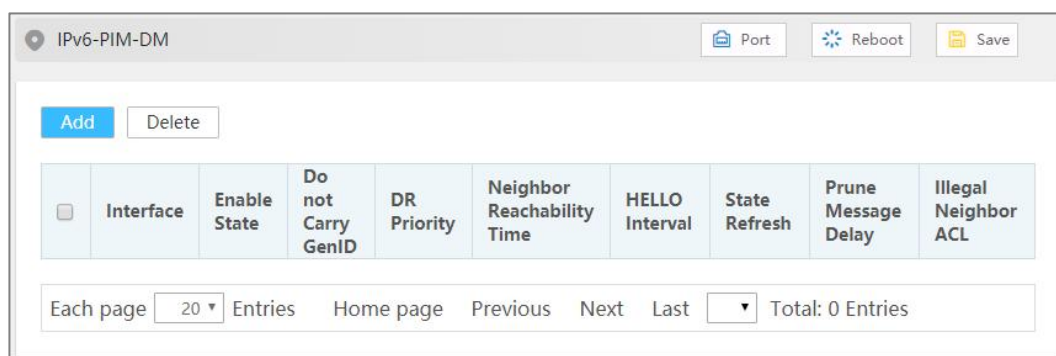 IPv6-PIM-DM Port Reboot Save
Add Delete
Interface
Enable
State
Do
not
Carry
GenID
DR
Priority
Neighbor
Reachability
Time
HELLO
Interval
State
Refresh
Prune
Message
Delay
Illegal
Neighbor
ACL
Each page 20 Entries Home page Previous Next Last Total: 0 Entries